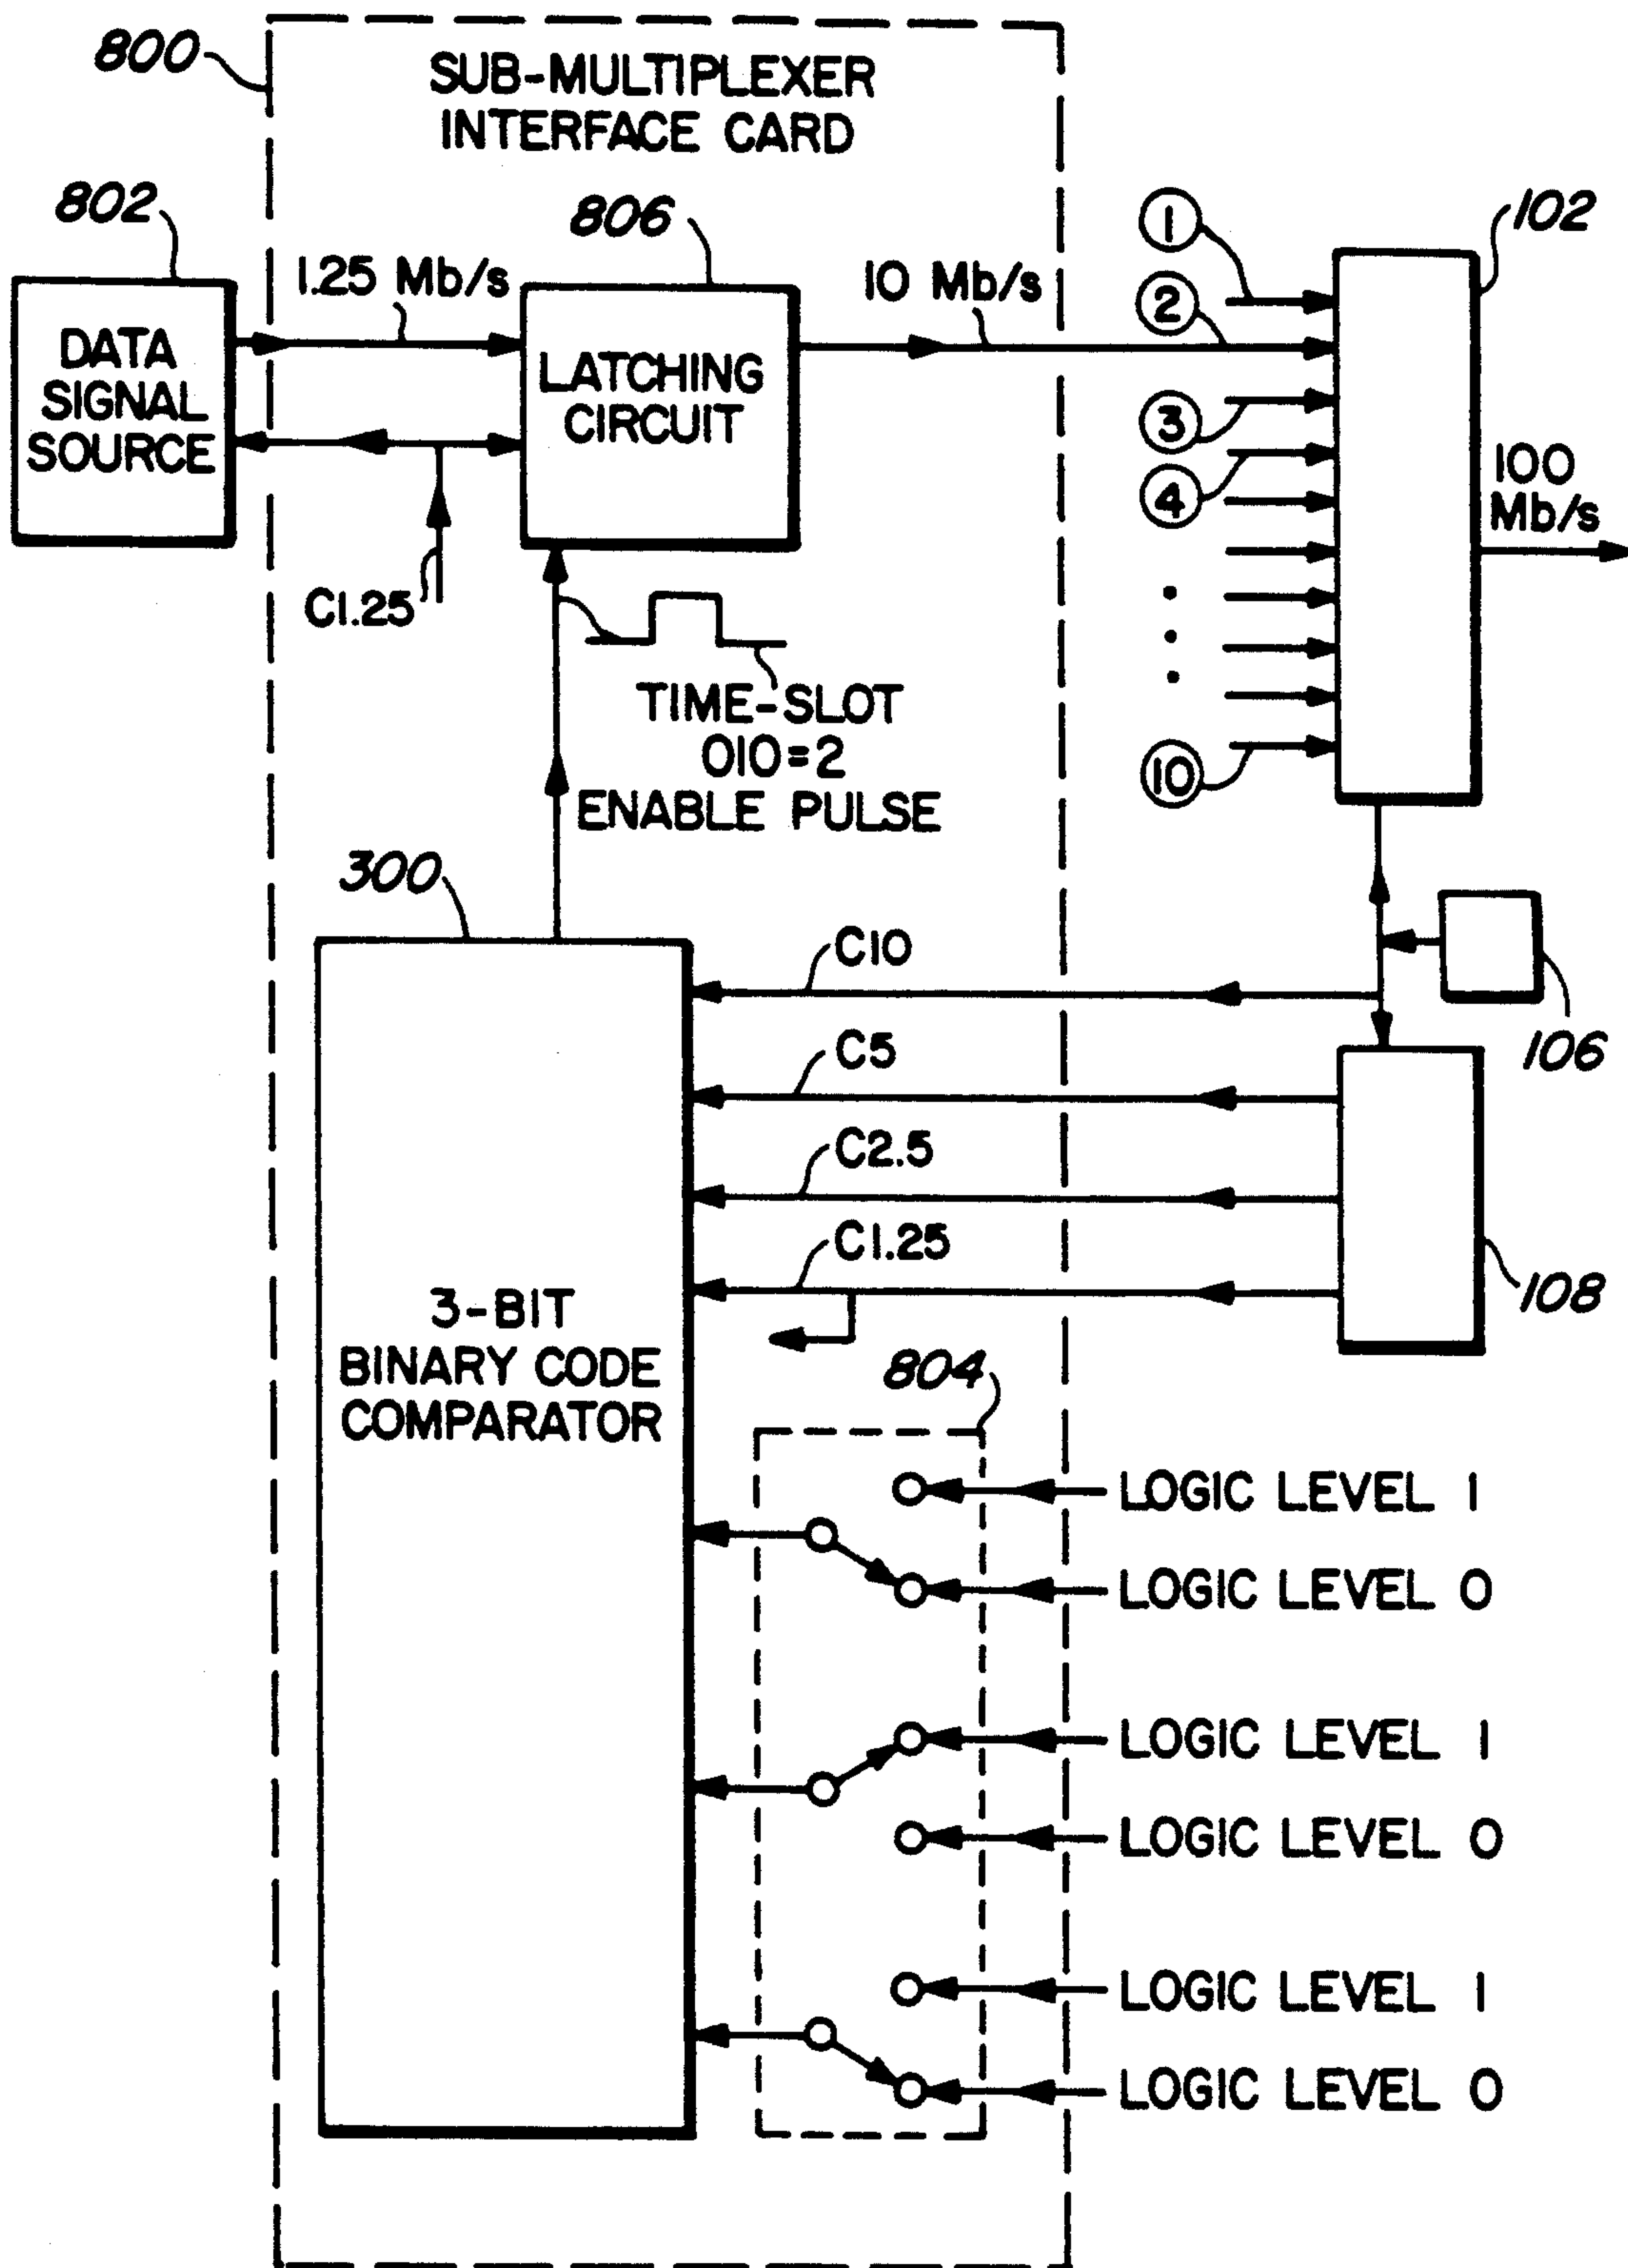 800
SUB-MULTIPLEXER
INTERFACE CARD
802
806
102
1.25 Mb/s
10 Mb/s
DATA
SIGNAL
SOURCE
LATCHING
CIRCUIT
1
2
3
4
10
100
Mb/s
C1.25
TIME-SLOT
010=2
ENABLE PULSE
300
C10
106
C5
C2.5
C1.25
108
3-BIT
BINARY CODE
COMPARATOR
804
LOGIC LEVEL 1
LOGIC LEVEL 0
LOGIC LEVEL 1
LOGIC LEVEL 0
LOGIC LEVEL 1
LOGIC LEVEL 0